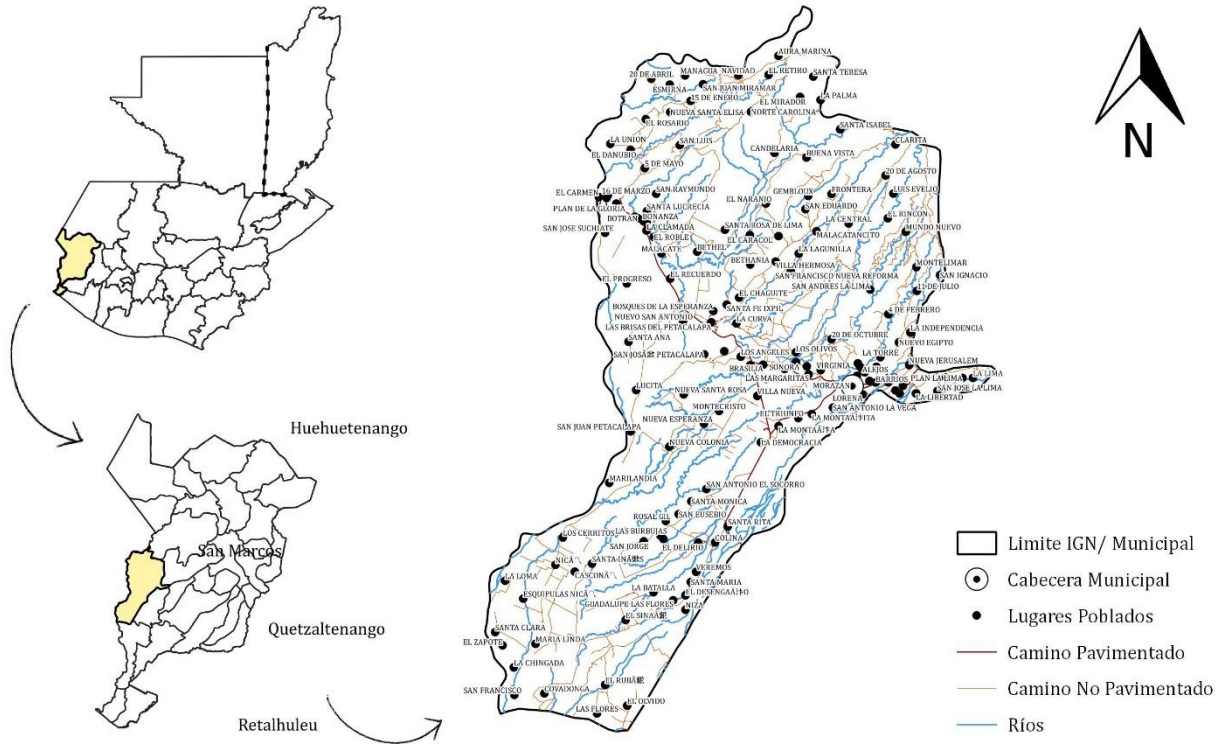 Huehuetenango
San Marcos
Quetzaltenango
Retalhuleu
AURA MARINA
20 DE ABRIL
MANAGUA
NAVIDAD
EL RETIRO
SANTA TERESA
ESMIRNA
SAN JUAN MIRAMAR
15 DE ENERO
EL MIRADOR
LA PALMA
NUEVA SANTA ELISA
NORTE CAROLINA
EL ROSARIO
SANTA ISABEL
LA UNION
SAN LUIS
CLARITA
EL DANUBIO
CANDELARIA
BUENA VISTA
5 DE MAYO
20 DE AGOSTO
EL CARMEN
16 DE MARZO
SAN RAYMUNDO
GEMBLOUX
FRONTERA
LUIS EVELIO
PLAN DE LA GLORIA
SANTA LUCRECIA
EL NARANJO
SAN EDUARDO
BOTRAN
BONANZA
LA CENTRAL
EL RINCON
SAN JOSE SUCHIATE
LA CLAMADA
SANTA ROSA DE LIMA
EL ROBLE
EL CARACOL
MALACATANCITO
MUNDO NUEVO
MALACATE
BETHEL
LA LAGUNILLA
BETHANIA
VILLA HERMOSA
MONTELIMAR
EL PROGRESO
EL RECUERDO
SAN FRANCISCO NUEVA REFORMA
SAN IGNACIO
SAN ANDRES LA LIMA
11 DE JULIO
EL CHAGUITE
BOSQUES DE LA ESPERANZA
SANTA FE IXPIL
NUEVO SAN ANTONIO
4 DE FEBRERO
LAS BRISAS DEL PETACALAPA
LA CURVA
LA INDEPENDENCIA
SANTA ANA
20 DE OCTUBRE
NUEVO EGIPTO
PETACALAPA
LOS ANGELES
LOS OLIVOS
LA TORRE
BRASILIA
SONORA
VIRGINIA
ALEJOS
NUEVA JERUSALEM
LAS MARGARITAS
BARRIOS
PLAN LA LIMA
LA LIMA
LUCITA
NUEVA SANTA ROSA
VILLA NUEVA
MORAZAN
SAN JOSE LA LIMA
LORENA
LA LIBERTAD
MONTECRISTO
SAN ANTONIO LA VEGA
EL TRIUNFO
NUEVA ESPERANZA
SAN JUAN PETACALAPA
NUEVA COLONIA
LA DEMOCRACIA
MARILANDIA
SAN ANTONIO EL SOCORRO
SANTA MONICA
SAN EUSEBIO
ROSAL GIL
SANTA RITA
LOS CERRITOS
LAS BURBUJAS
SAN JORGE
EL DELIRIO
COLINA
VEREMOS
LA LOMA
LA BATALLA
SANTA MARIA
GUADALUPE LAS FLORES
NIZA
SANTA CLARA
EL ZAPOTE
MARIA LINDA
LA CHINGADA
SAN FRANCISCO
COVADONGA
LAS FLORES
EL OLVIDO
N
Limite IGN/ Municipal
Cabecera Municipal
Lugares Poblados
Camino Pavimentado
Camino No Pavimentado
Ríos